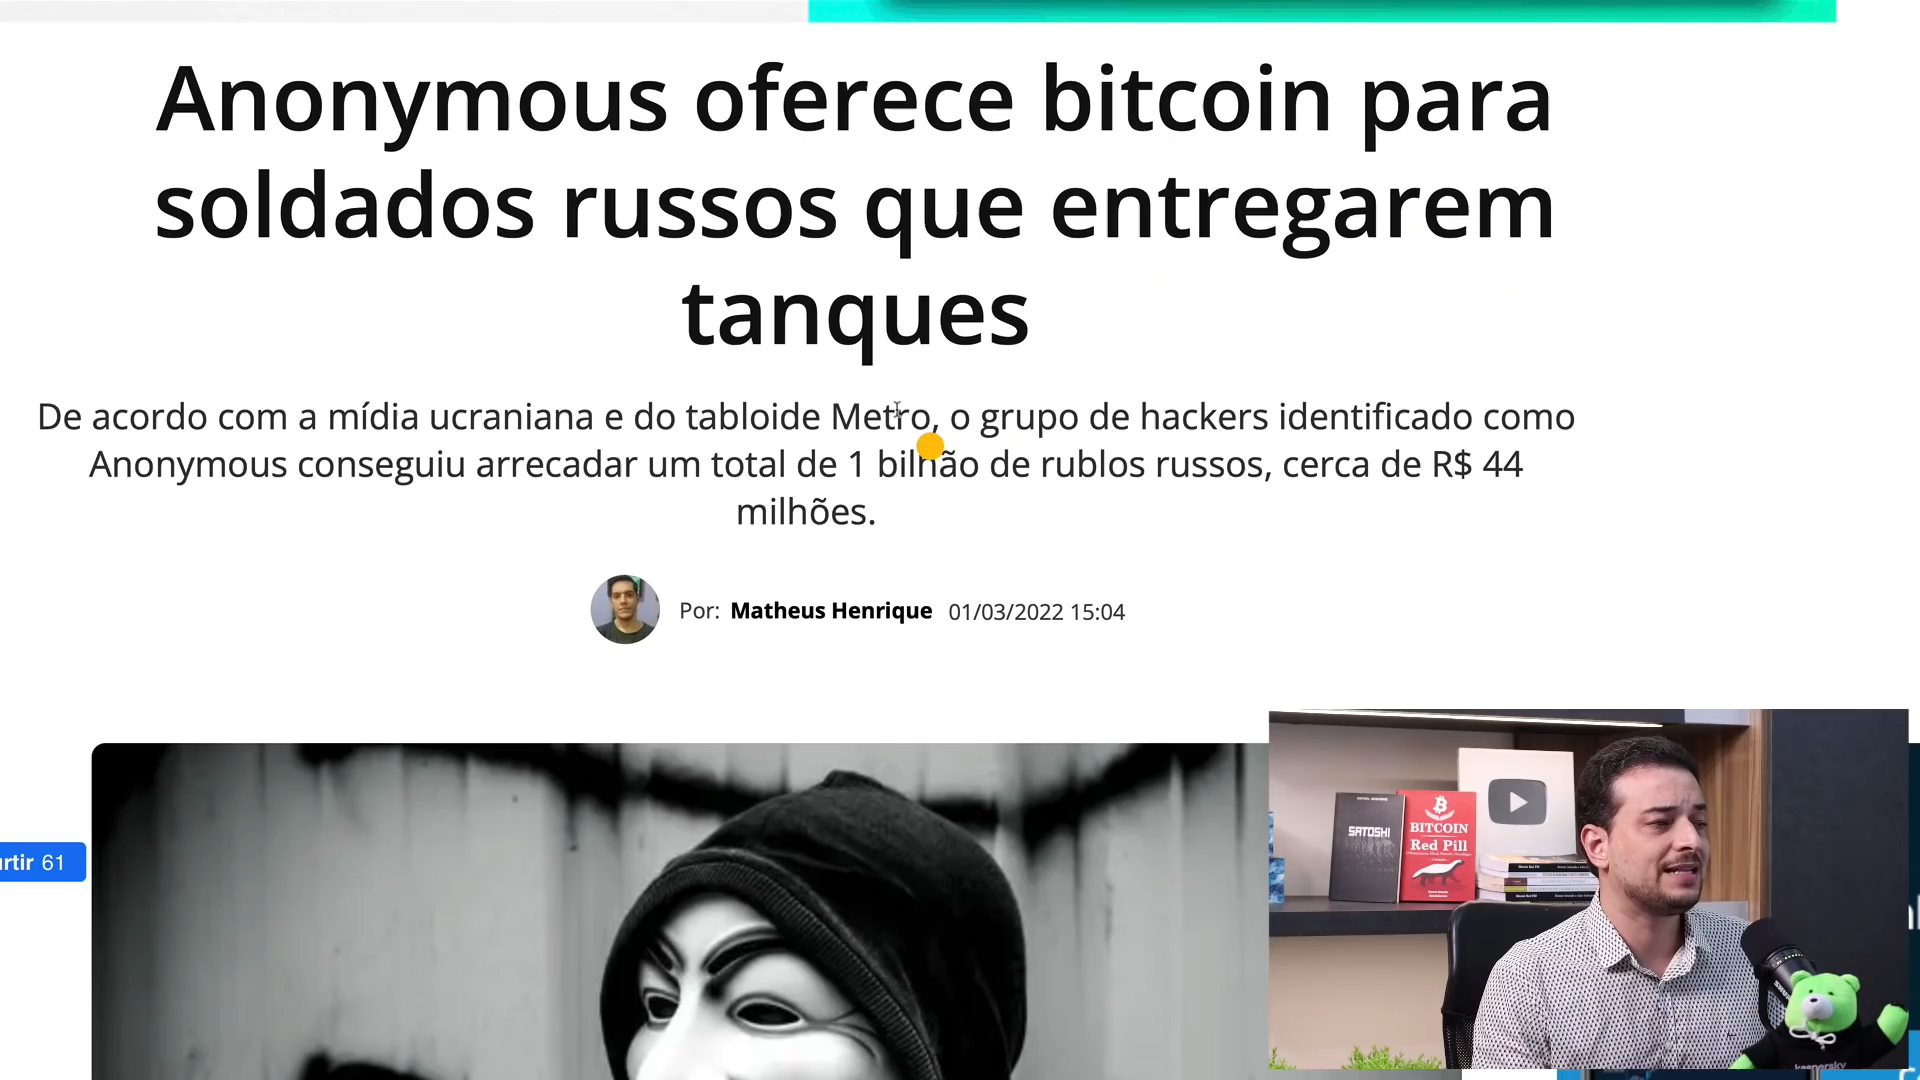 Anonymous oferece bitcoin para
soldados russos que entregarem
tanques
De acordo com a mídia ucraniana e do tabloide Metro, o grupo de hackers identificado como
Anonymous conseguiu arrecadar um total de 1 bilhão de rublos russos, cerca de R$ 44
milhões.
Por: Matheus Henrique 01/03/2022 15:04
rtir 61
SATOSHI
BITCOIN
Red Pill
kaspersky